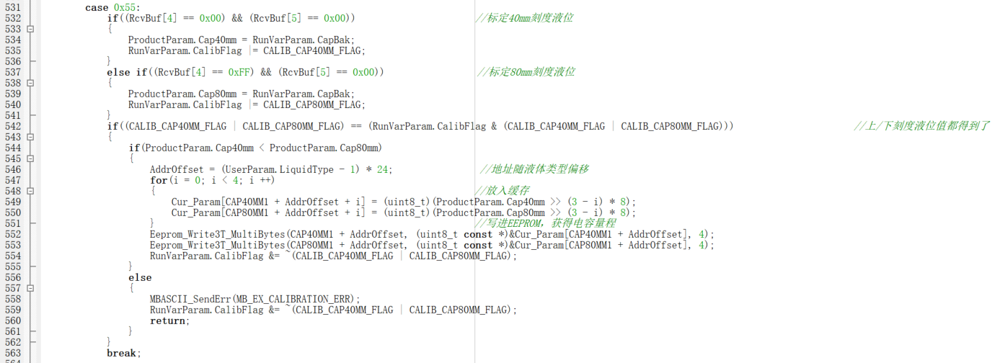 531 case 0x55:
532 if((RcvBuf[4] == 0x00) && (RcvBuf[5] == 0x00)) //标定40mm刻度液位
533 {
534 ProductParam.Cap40mm = RunVarParam.CapBak;
535 RunVarParam.CalibFlag |= CALIB_CAP40MM_FLAG;
536 }
537 else if((RcvBuf[4] == 0xFF) && (RcvBuf[5] == 0x00)) //标定80mm刻度液位
538 {
539 ProductParam.Cap80mm = RunVarParam.CapBak;
540 RunVarParam.CalibFlag |= CALIB_CAP80MM_FLAG;
541 }
542 if((CALIB_CAP40MM_FLAG | CALIB_CAP80MM_FLAG) == (RunVarParam.CalibFlag & (CALIB_CAP40MM_FLAG | CALIB_CAP80MM_FLAG))) //上/下刻度液位值都得到了
543 {
544 if(ProductParam.Cap40mm < ProductParam.Cap80mm)
545 {
546 AddrOffset = (UserParam.LiquidType - 1) * 24; //地址随液体类型偏移
547 for(i = 0; i < 4; i ++)
548 { //放入缓存
549 Cur_Param[CAP40MM1 + AddrOffset + i] = (uint8_t)(ProductParam.Cap40mm >> (3 - i) * 8);
550 Cur_Param[CAP80MM1 + AddrOffset + i] = (uint8_t)(ProductParam.Cap80mm >> (3 - i) * 8);
551 } //写进EEPROM，获得电容量程
552 Eeprom_Write3T_MultiBytes(CAP40MM1 + AddrOffset, (uint8_t const *)&Cur_Param[CAP40MM1 + AddrOffset], 4);
553 Eeprom_Write3T_MultiBytes(CAP80MM1 + AddrOffset, (uint8_t const *)&Cur_Param[CAP80MM1 + AddrOffset], 4);
554 RunVarParam.CalibFlag &= ~(CALIB_CAP40MM_FLAG | CALIB_CAP80MM_FLAG);
555 }
556 else
557 {
558 MBASCII_SendErr(MB_EX_CALIBRATION_ERR);
559 RunVarParam.CalibFlag &= ~(CALIB_CAP40MM_FLAG | CALIB_CAP80MM_FLAG);
560 return;
561 }
562 }
563 break;